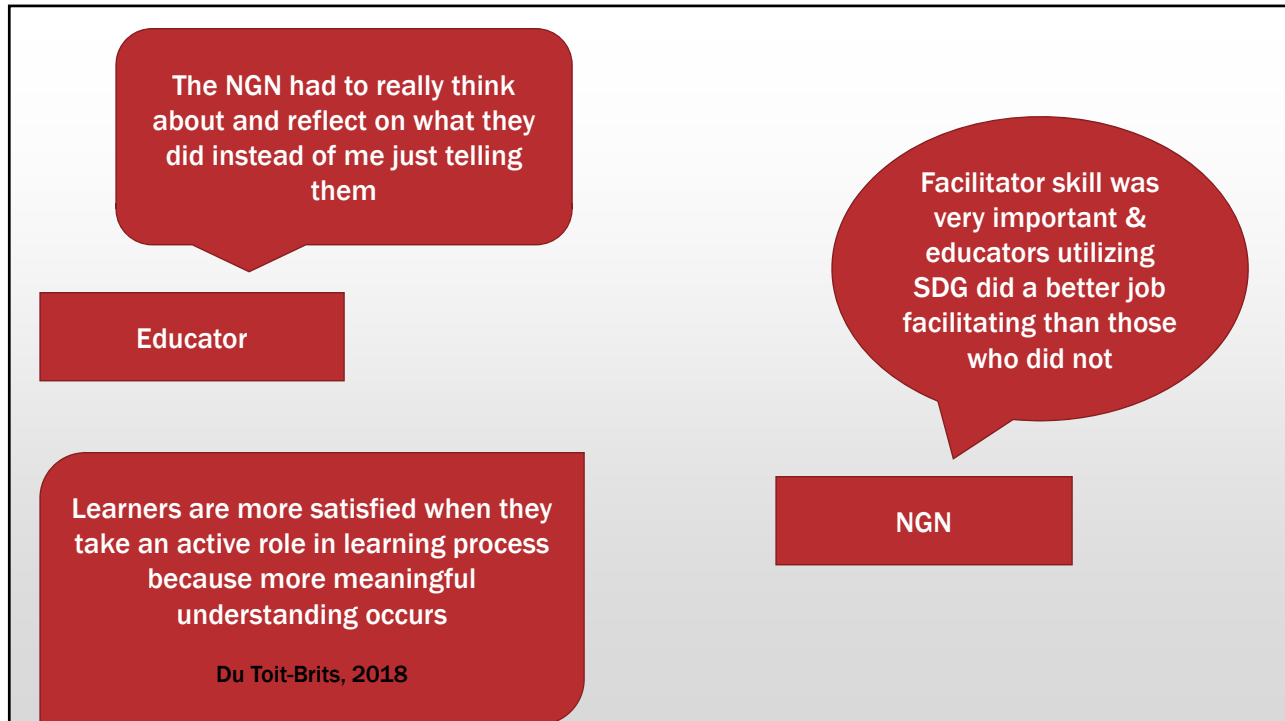 The NGN had to really think
about and reflect on what they
did instead of me just telling
them
Educator
Facilitator skill was
very important &
educators utilizing
SDG did a better job
facilitating than those
who did not
NGN
Learners are more satisfied when they
take an active role in learning process
because more meaningful
understanding occurs
Du Toit-Brits, 2018